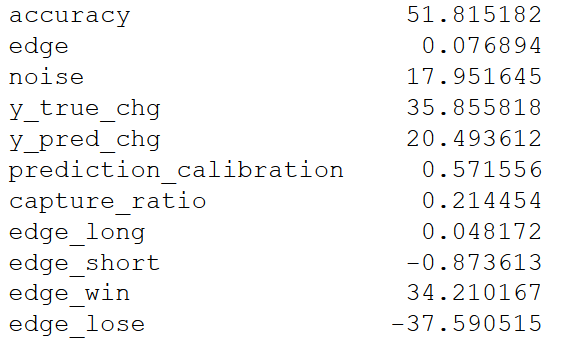 accuracy 51.815182
edge 0.076894
noise 17.951645
y_true_chg 35.855818
y_pred_chg 20.493612
prediction_calibration 0.571556
capture_ratio 0.214454
edge_long 0.048172
edge_short -0.873613
edge_win 34.210167
edge_lose -37.590515